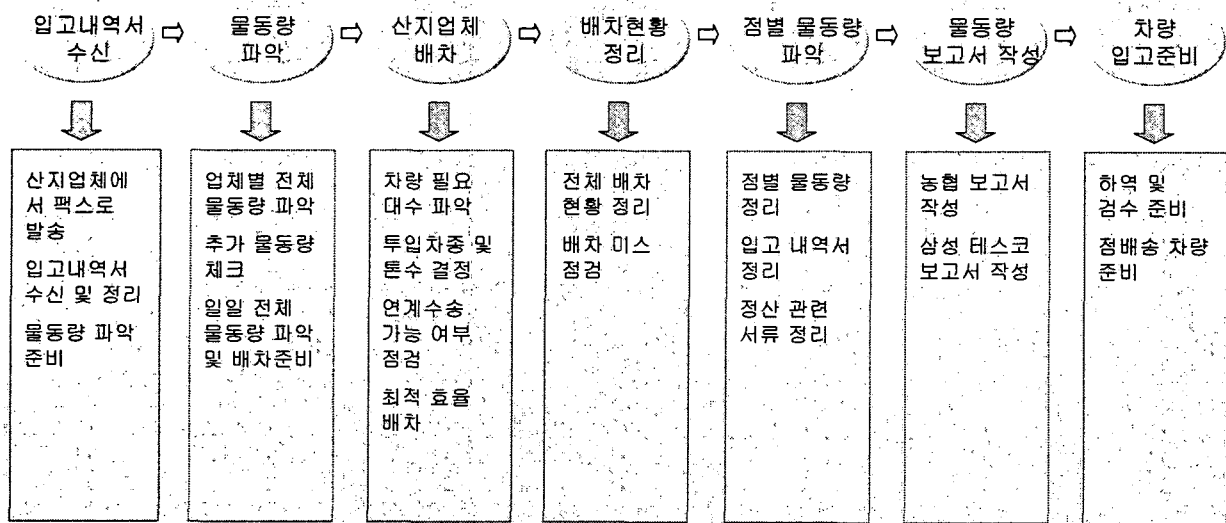 입고내역서
수신
⇨
물동량
파악
⇨
산지업체
배차
⇨
배차현황
정리
⇨
점별 물동량
파악
⇨
물동량
보고서 작성
⇨
차량
입고준비
산지업체에
서 팩스로
발송
입고내역서
수신 및 정리
물동량 파악
준비
업체별 전체
물동량 파악
추가 물동량
체크
일일 전체
물동량 파악
및 배차준비
차량 필요
대수 파악
투입차종 및
톤수 결정
연계수송
가능 여부
점검
최적 효율
배차
전체 배차
현황 정리
배차 미스
점검
점별 물동량
정리
입고 내역서
정리
정산 관련
서류 정리
농협 보고서
작성
삼성 테스코
보고서 작성
하역 및
검수 준비
점배송 차량
준비